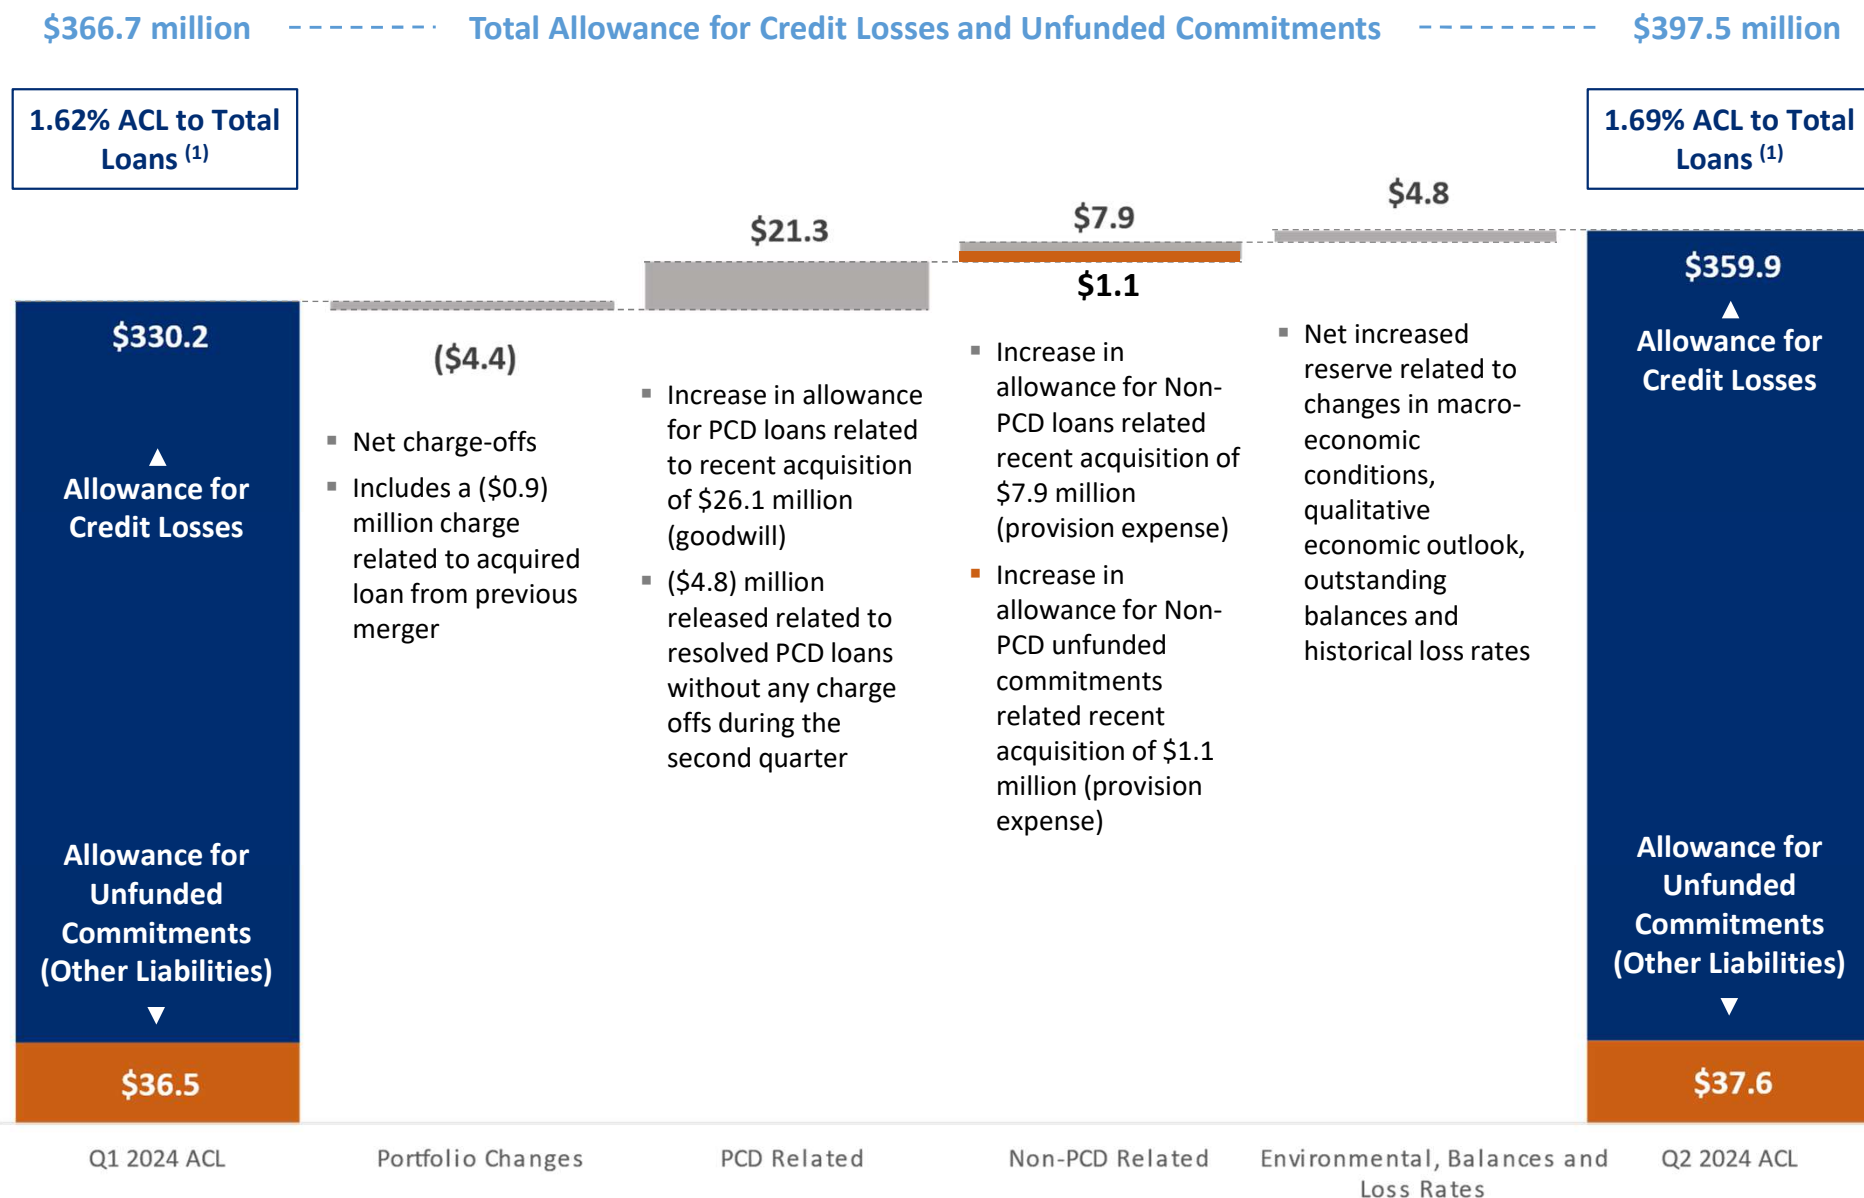 $366.7 million
Total Allowance for Credit Losses and Unfunded Commitments
$397.5 million
1.62% ACL to Total
Loans (1)
1.69% ACL to Total
Loans (1)
$330.2
▲
Allowance for
Credit Losses
Allowance for
Unfunded
Commitments
(Other Liabilities)
▼
$36.5
($4.4)
▪ Net charge-offs
▪ Includes a ($0.9)
million charge
related to acquired
loan from previous
merger
$21.3
▪ Increase in allowance
for PCD loans related
to recent acquisition
of $26.1 million
(goodwill)
▪ ($4.8) million
released related to
resolved PCD loans
without any charge
offs during the
second quarter
$7.9
$1.1
▪ Increase in
allowance for Non-
PCD loans related
recent acquisition of
$7.9 million
(provision expense)
▪ Increase in
allowance for Non-
PCD unfunded
commitments
related recent
acquisition of $1.1
million (provision
expense)
$4.8
▪ Net increased
reserve related to
changes in macro-
economic
conditions,
qualitative
economic outlook,
outstanding
balances and
historical loss rates
$359.9
▲
Allowance for
Credit Losses
Allowance for
Unfunded
Commitments
(Other Liabilities)
▼
$37.6
Q1 2024 ACL
Portfolio Changes
PCD Related
Non-PCD Related
Environmental, Balances and
Loss Rates
Q2 2024 ACL